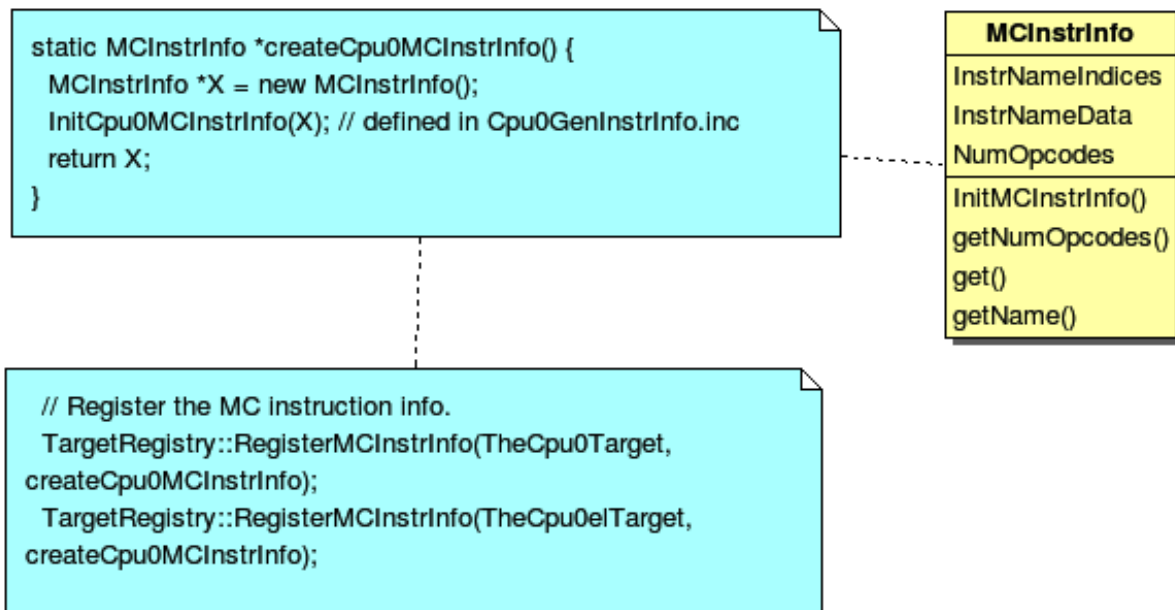 static MCInstrInfo *createCpu0MCInstrInfo() {
MCInstrInfo *X = new MCInstrInfo();
InitCpu0MCInstrInfo(X); // defined in Cpu0GenInstrInfo.inc
return X;
}
MCInstrInfo
InstrNameIndices
InstrNameData
NumOpcodes
InitMCInstrInfo()
getNumOpcodes()
get()
getName()
// Register the MC instruction info.
TargetRegistry::RegisterMCInstrInfo(TheCpu0Target,
createCpu0MCInstrInfo);
TargetRegistry::RegisterMCInstrInfo(TheCpu0elTarget,
createCpu0MCInstrInfo);